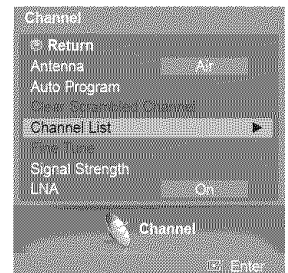 Channel
Return
Antenna Air
Auto Program
Clear Scrambled Channel
Channel List
Fine Tune
Signal Strength
LNA On
Channel
Enter